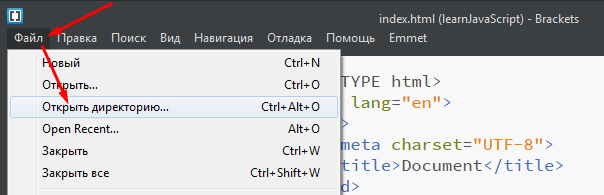 index.html (learnJavaScript) - Brackets
Файл Правка Поиск Вид Навигация Отладка Помощь Emmet
Новый Ctrl+N
Открыть... Ctrl+O
Открыть директорию... Ctrl+Alt+O
Open Recent... Alt+O
Закрыть Ctrl+W
Закрыть все Ctrl+Shift+W
TYPE html>
lang="en">
>
meta charset="UTF-8">
title>Document</title>
d>